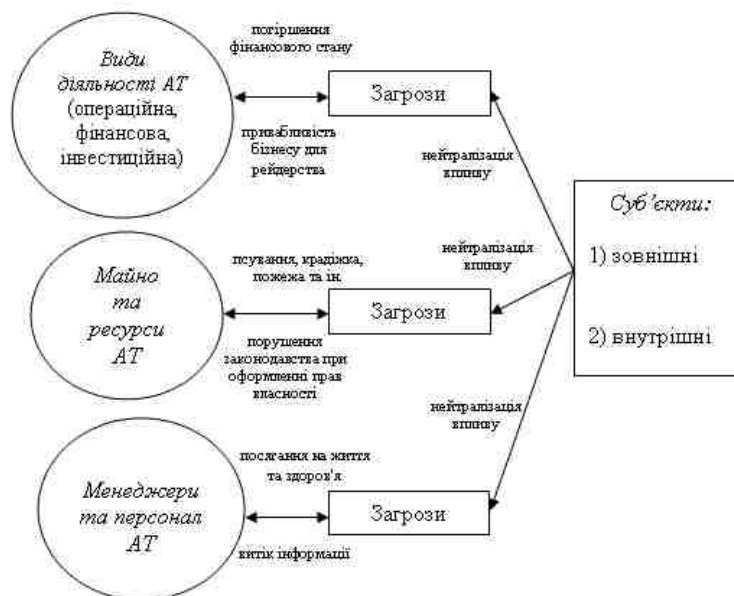 погіршення
фінансового стану
Види
діяльності АТ
(операційна,
фінансова,
інвестиційна)
Загрози
привабливість
бізнесу для
рейдерства
нейтралізація
впливу
Суб’єкти:
1) зовнішні
2) внутрішні
псування, крадіжка,
пожежа та ін.
нейтралізація
впливу
Майно
та
ресурси
АТ
Загрози
порушення
законодавства при
оформленні прав
власності
нейтралізація
впливу
посягання на життя
та здоров'я
Менеджери
та персонал
АТ
Загрози
витік інформації